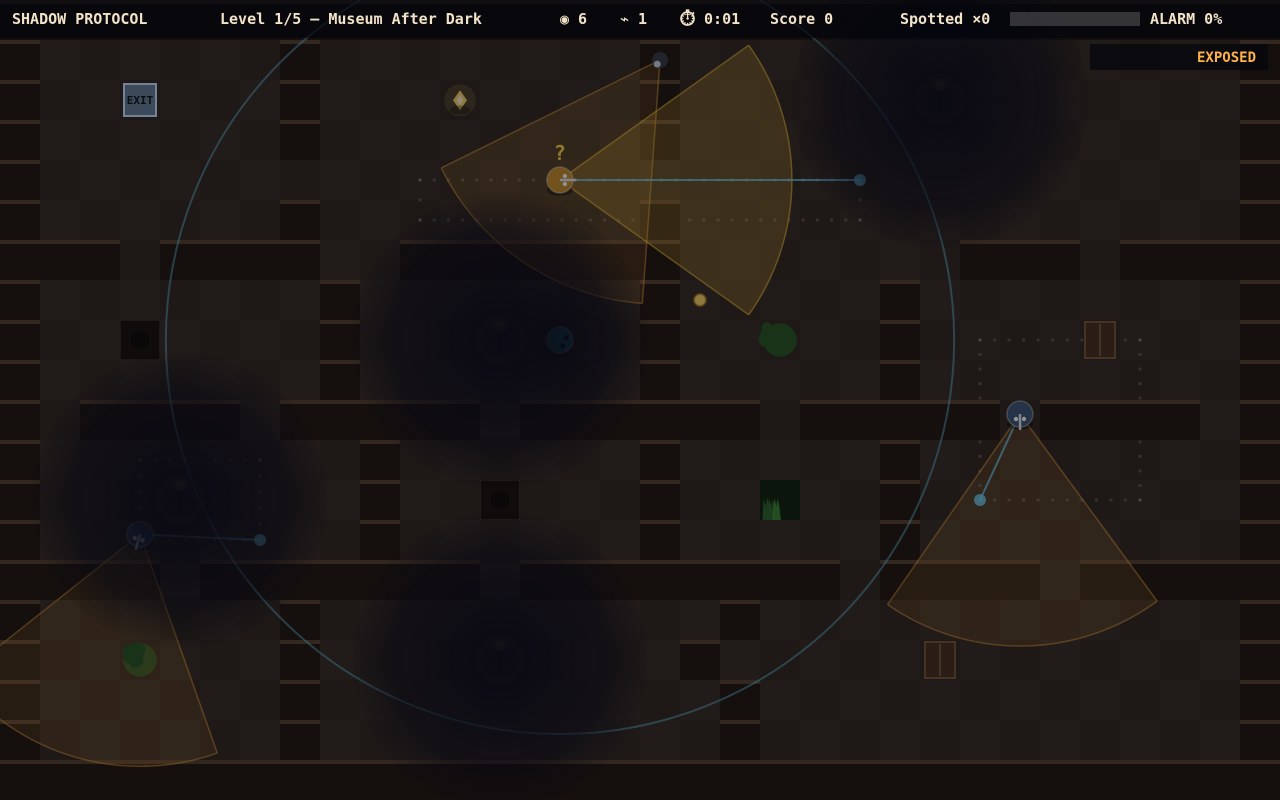 SHADOW PROTOCOL Level 1/5 — Museum After Dark ◉ 6 ⌁ 1 ⏱ 0:01 Score 0 Spotted ×0 ALARM 0%
EXPOSED
EXIT
?